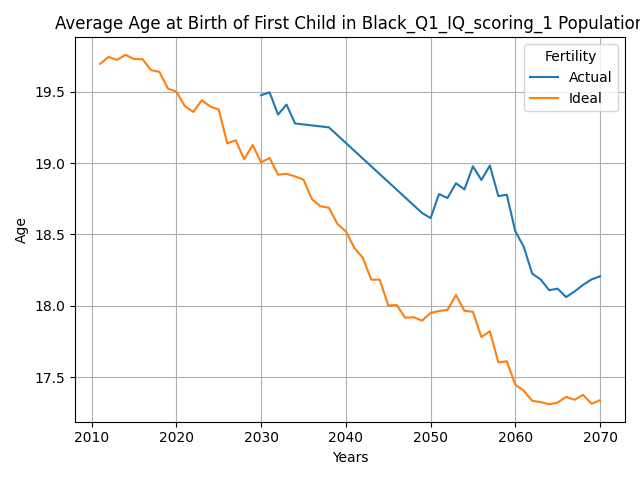 Average Age at Birth of First Child in Black_Q1_IQ_scoring_1 Population
Fertility
Actual
Ideal
Age
19.5
19.0
18.5
18.0
17.5
2010 2020 2030 2040 2050 2060 2070
Years